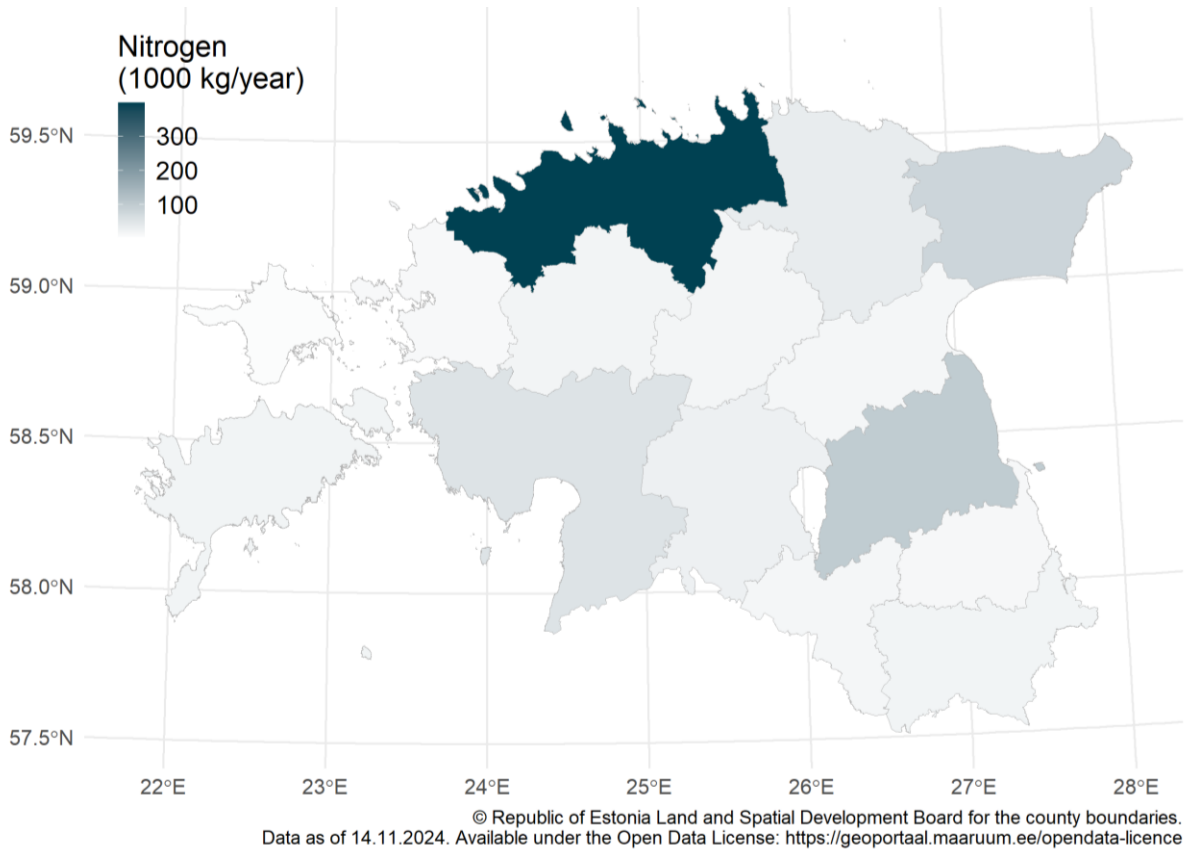 Nitrogen
(1000 kg/year)
300
200
100
59.5°N
59.0°N
58.5°N
58.0°N
57.5°N
22°E 23°E 24°E 25°E 26°E 27°E 28°E
© Republic of Estonia Land and Spatial Development Board for the county boundaries.
Data as of 14.11.2024. Available under the Open Data License: https://geoportaal.maaruum.ee/opendata-licence